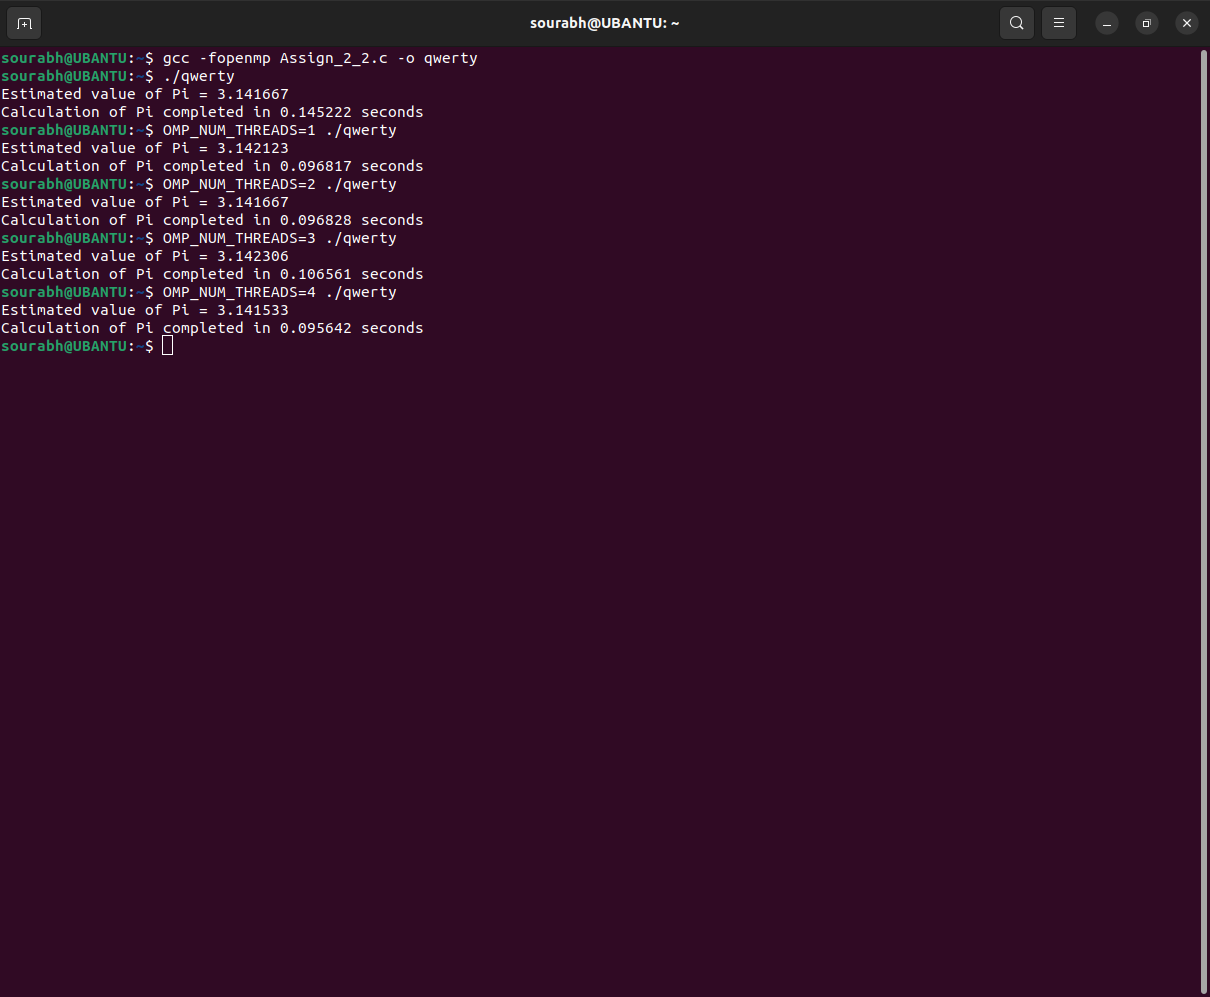 sourabh@UBANTU: ~
sourabh@UBANTU:~$ gcc -fopenmp Assign_2_2.c -o qwerty
sourabh@UBANTU:~$ ./qwerty
Estimated value of Pi = 3.141667
Calculation of Pi completed in 0.145222 seconds
sourabh@UBANTU:~$ OMP_NUM_THREADS=1 ./qwerty
Estimated value of Pi = 3.142123
Calculation of Pi completed in 0.096817 seconds
sourabh@UBANTU:~$ OMP_NUM_THREADS=2 ./qwerty
Estimated value of Pi = 3.141667
Calculation of Pi completed in 0.096828 seconds
sourabh@UBANTU:~$ OMP_NUM_THREADS=3 ./qwerty
Estimated value of Pi = 3.142306
Calculation of Pi completed in 0.106561 seconds
sourabh@UBANTU:~$ OMP_NUM_THREADS=4 ./qwerty
Estimated value of Pi = 3.141533
Calculation of Pi completed in 0.095642 seconds
sourabh@UBANTU:~$